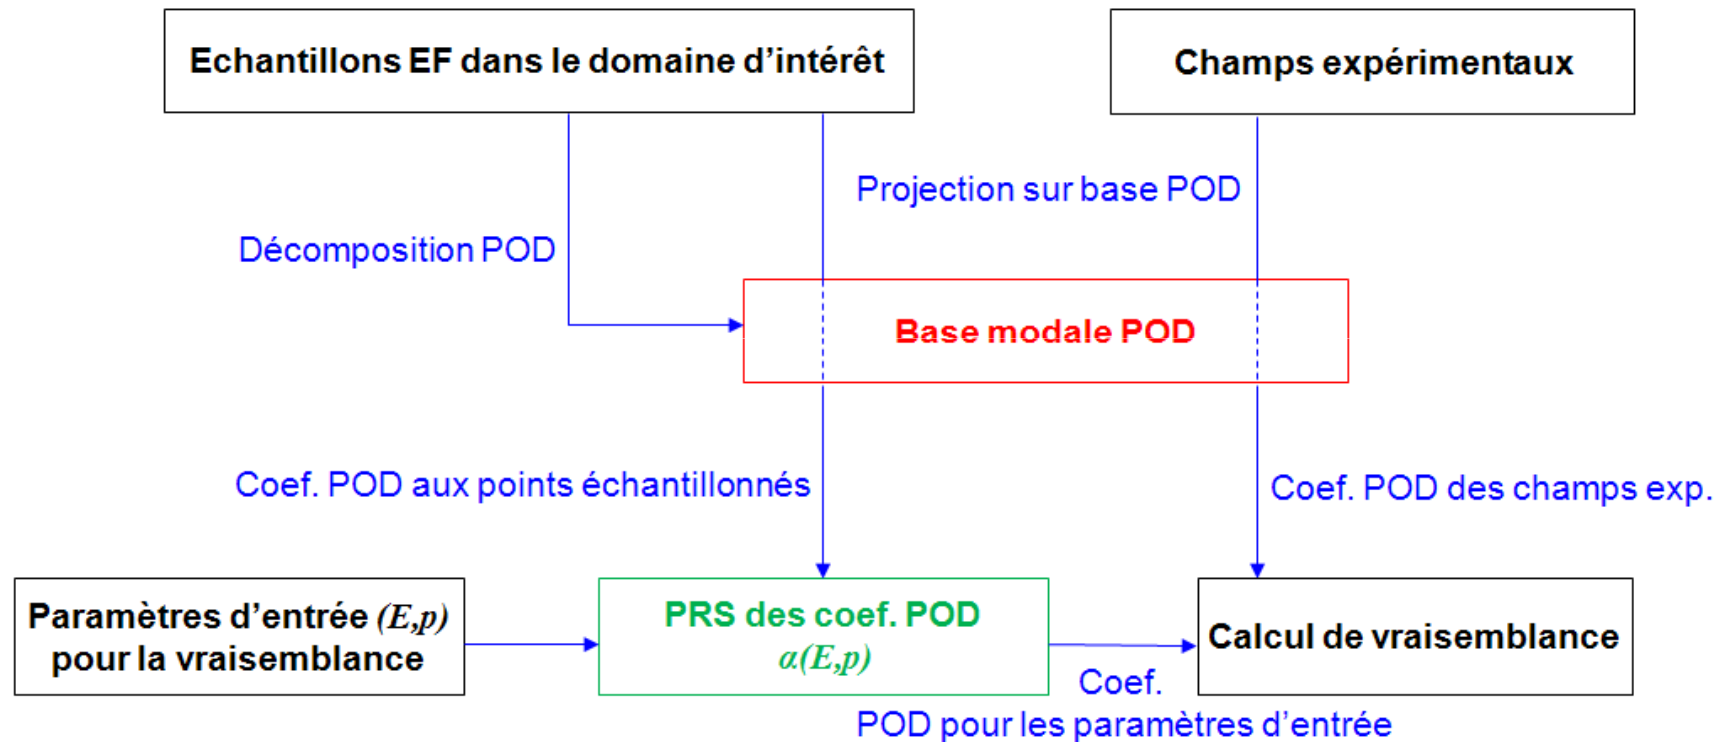 Echantillons EF dans le domaine d’intérêt
Champs expérimentaux
Projection sur base POD
Décomposition POD
Base modale POD
Coef. POD aux points échantillonnés
Coef. POD des champs exp.
Paramètres d’entrée (E,p)
pour la vraisemblance
PRS des coef. POD
α(E,p)
Calcul de vraisemblance
Coef.
POD pour les paramètres d’entrée